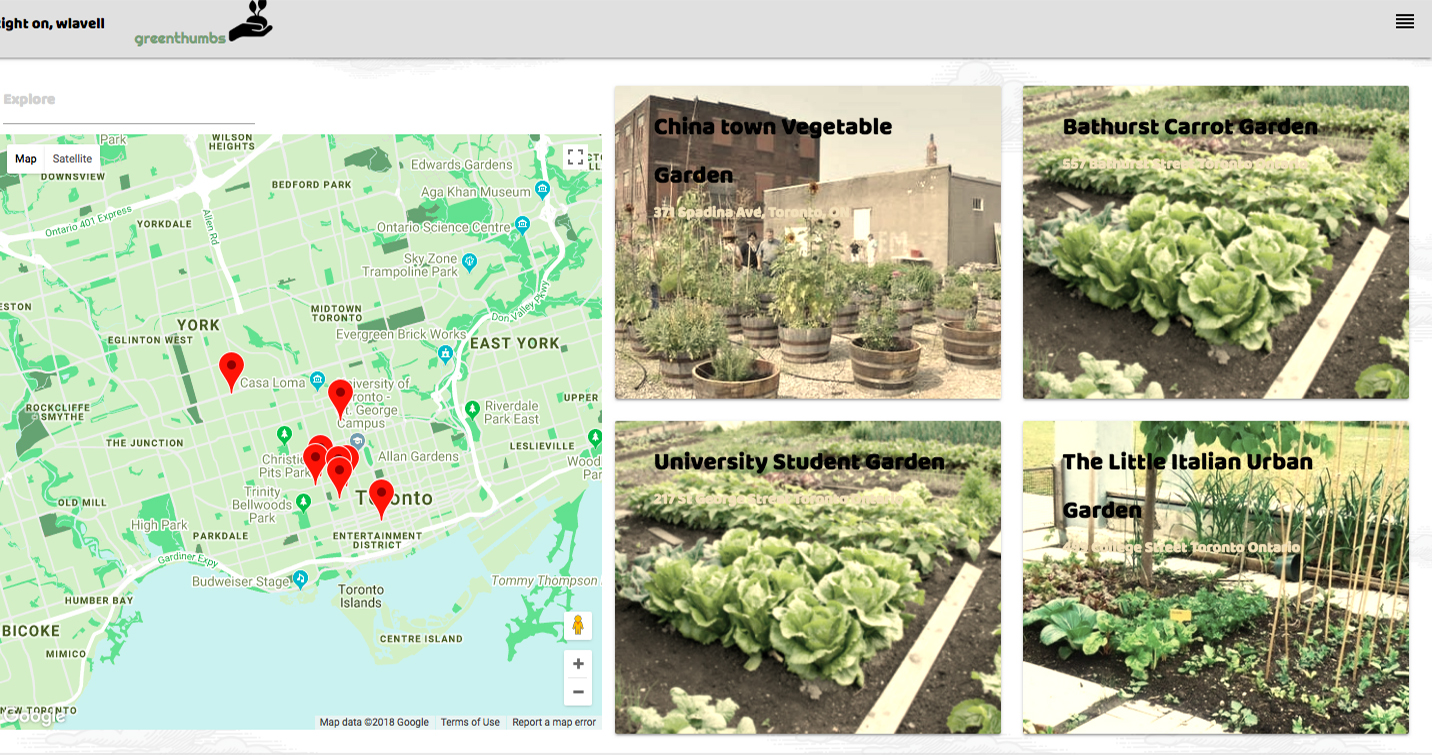 ight on, wlavell
greenthumbs
Explore
Map Satellite
Park
WILSON
HEIGHTS
DOWNSVIEW
Edwards Gardens
BEDFORD PARK
Aga Khan Museum
Ontario 401 Express
Allen Rd
YORKDALE
Ontario Science Centre
Sky Zone
Trampoline Park
Don Valley Pkwy
ESTON
MIDTOWN
TORONTO
YORK
EGLINTON WEST
Evergreen Brick Works
EAST YORK
Casa Loma
iversity of
ronto -
t. George
Campus
UPPER
ROCKCLIFFE
SMYTHE
Riverdale
Park East
THE JUNCTION
LESLIEVILLE
Christie
Pits Park
Allan Gardens
Wood
Park
OLD MILL
Trinity
Bellwoods
Park
Toronto
High Park
PARKDALE
ENTERTAINMENT
DISTRICT
Gardiner Expy
Budweiser Stage
Tommy Thompson
Toronto
Islands
HUMBER BAY
BICOKE
CENTRE ISLAND
MIMICO
NEW TORONTO
Google
Map data ©2018 Google Terms of Use Report a map error
China town Vegetable
Garden
371 Spadina Ave, Toronto, ON
Bathurst Carrot Garden
557 Bathurst Street Toronto Ontario
University Student Garden
217 St George Street Toronto Ontario
The Little Italian Urban
Garden
College Street Toronto Ontario